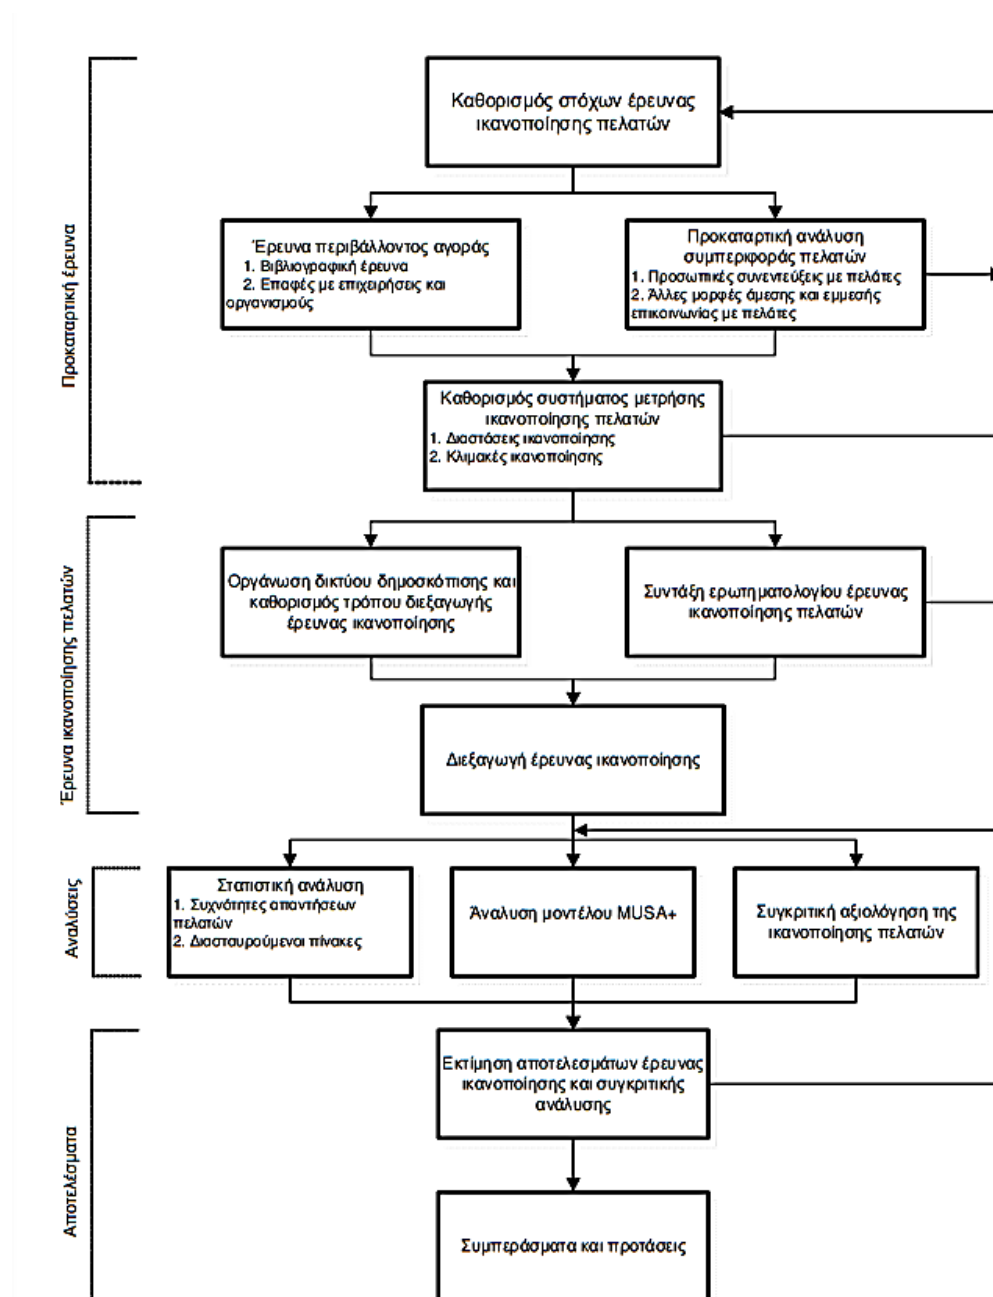 Καθορισμός στόχων έρευνας
ικανοποίησης πελατών
Έρευνα περιβάλλοντος αγοράς
1. Βιβλιογραφική έρευνα
2. Επαφές με επιχειρήσεις και
οργανισμούς
Προκαταρτική ανάλυση
συμπεριφοράς πελατών
1. Προσωπικές συνεντεύξεις με πελάτες
2. Άλλες μορφές άμεσης και εμμεσής
επικοινωνίας με πελάτες
Προκαταρτική έρευνα
Καθορισμός συστήματος μετρήσης
ικανοποίησης πελατών
1. Διαστάσεις ικανοποίησης
2. Κλιμακές ικανοποίησης
Οργάνωση δικτύου δημοσκόπισης και
καθορισμός τρόπου διεξαγωγής
έρευνας ικανοποίησης
Συντάξη ερωτηματολογίου έρευνας
ικανοποίησης πελατών
Έρευνα ικανοποίησης πελατών
Διεξαγωγή έρευνας ικανοποίησης
Αναλύσεις
Στατιστική ανάλυση
1. Συχνότητες απαντήσεων
πελατών
2. Διασταυρούμενοι πίνακες
Άναλυση μοντέλου MUSA+
Συγκριτική αξιολόγηση της
ικανοποίησης πελατών
Εκτίμηση αποτελεσμάτων έρευνας
ικανοποίησης και συγκριτικής
ανάλυσης
Αποτελέσματα
Συμπεράσματα και προτάσεις